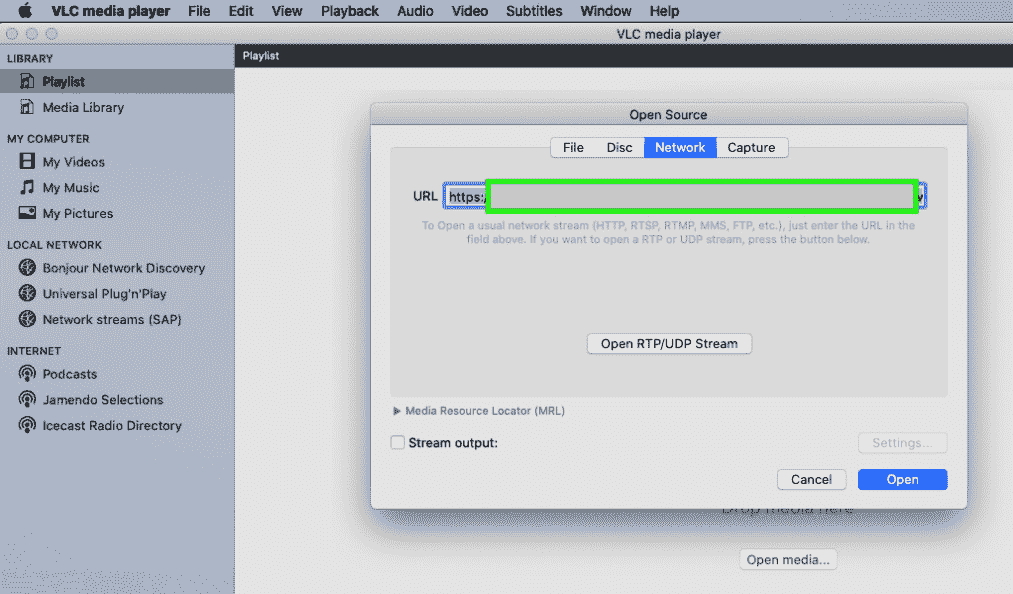 VLC media player File Edit View Playback Audio Video Subtitles Window Help
VLC media player
LIBRARY
Playlist
Media Library
MY COMPUTER
My Videos
My Music
My Pictures
LOCAL NETWORK
Bonjour Network Discovery
Universal Plug'n'Play
Network streams (SAP)
INTERNET
Podcasts
Jamendo Selections
Icecast Radio Directory
Playlist
Open Source
File Disc Network Capture
URL https:/
To Open a usual network stream (HTTP, RTSP, RTMP, MMS, FTP, etc.), just enter the URL in the
field above. If you want to open a RTP or UDP stream, press the button below.
Open RTP/UDP Stream
Media Resource Locator (MRL)
Stream output:
Settings...
Cancel Open
Drop media here
Open media...